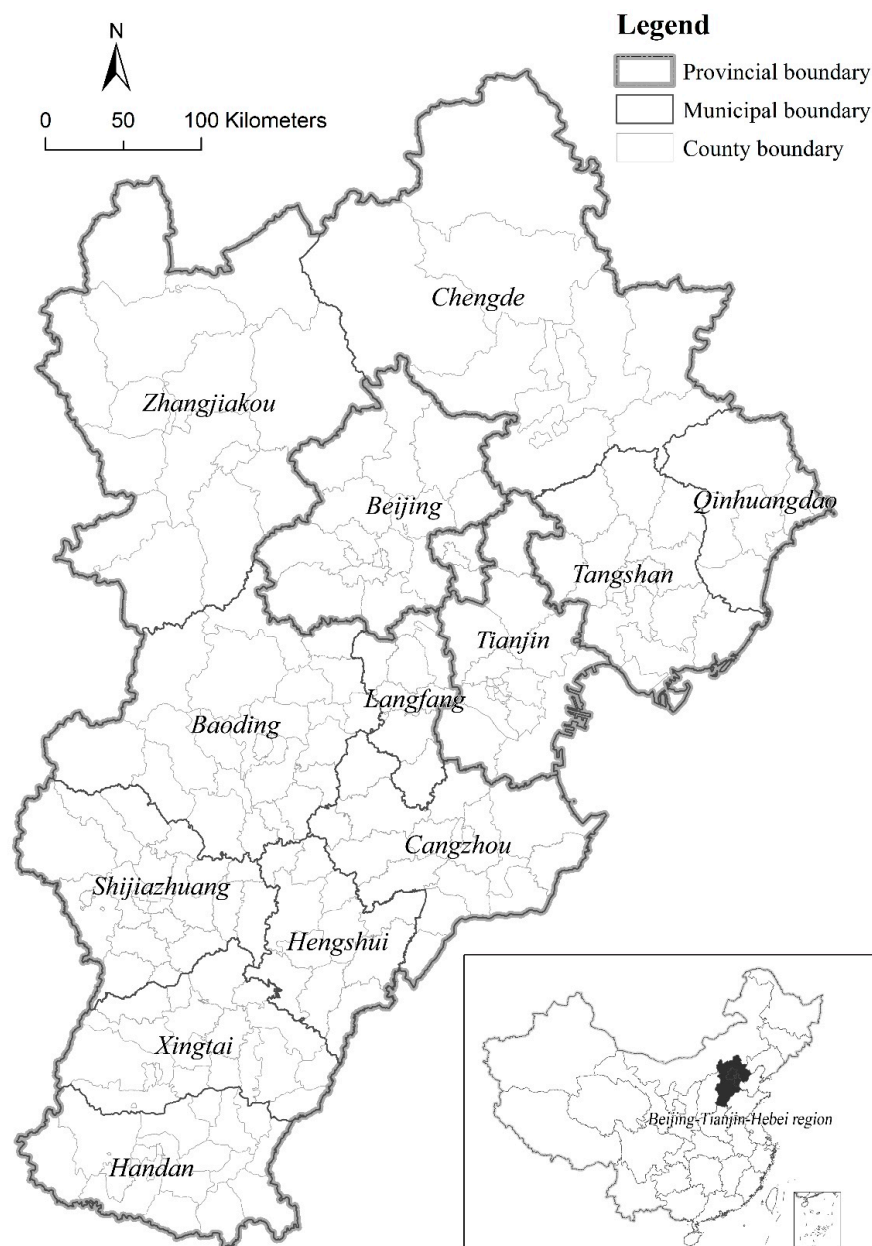 N
0 50 100 Kilometers
Legend
Provincial boundary
Municipal boundary
County boundary
Chengde
Zhangjiakou
Beijing
Qinhuangdao
Tangshan
Tianjin
Langfang
Baoding
Cangzhou
Shijiazhuang
Hengshui
Xingtai
Handan
Beijing-Tianjin-Hebei region